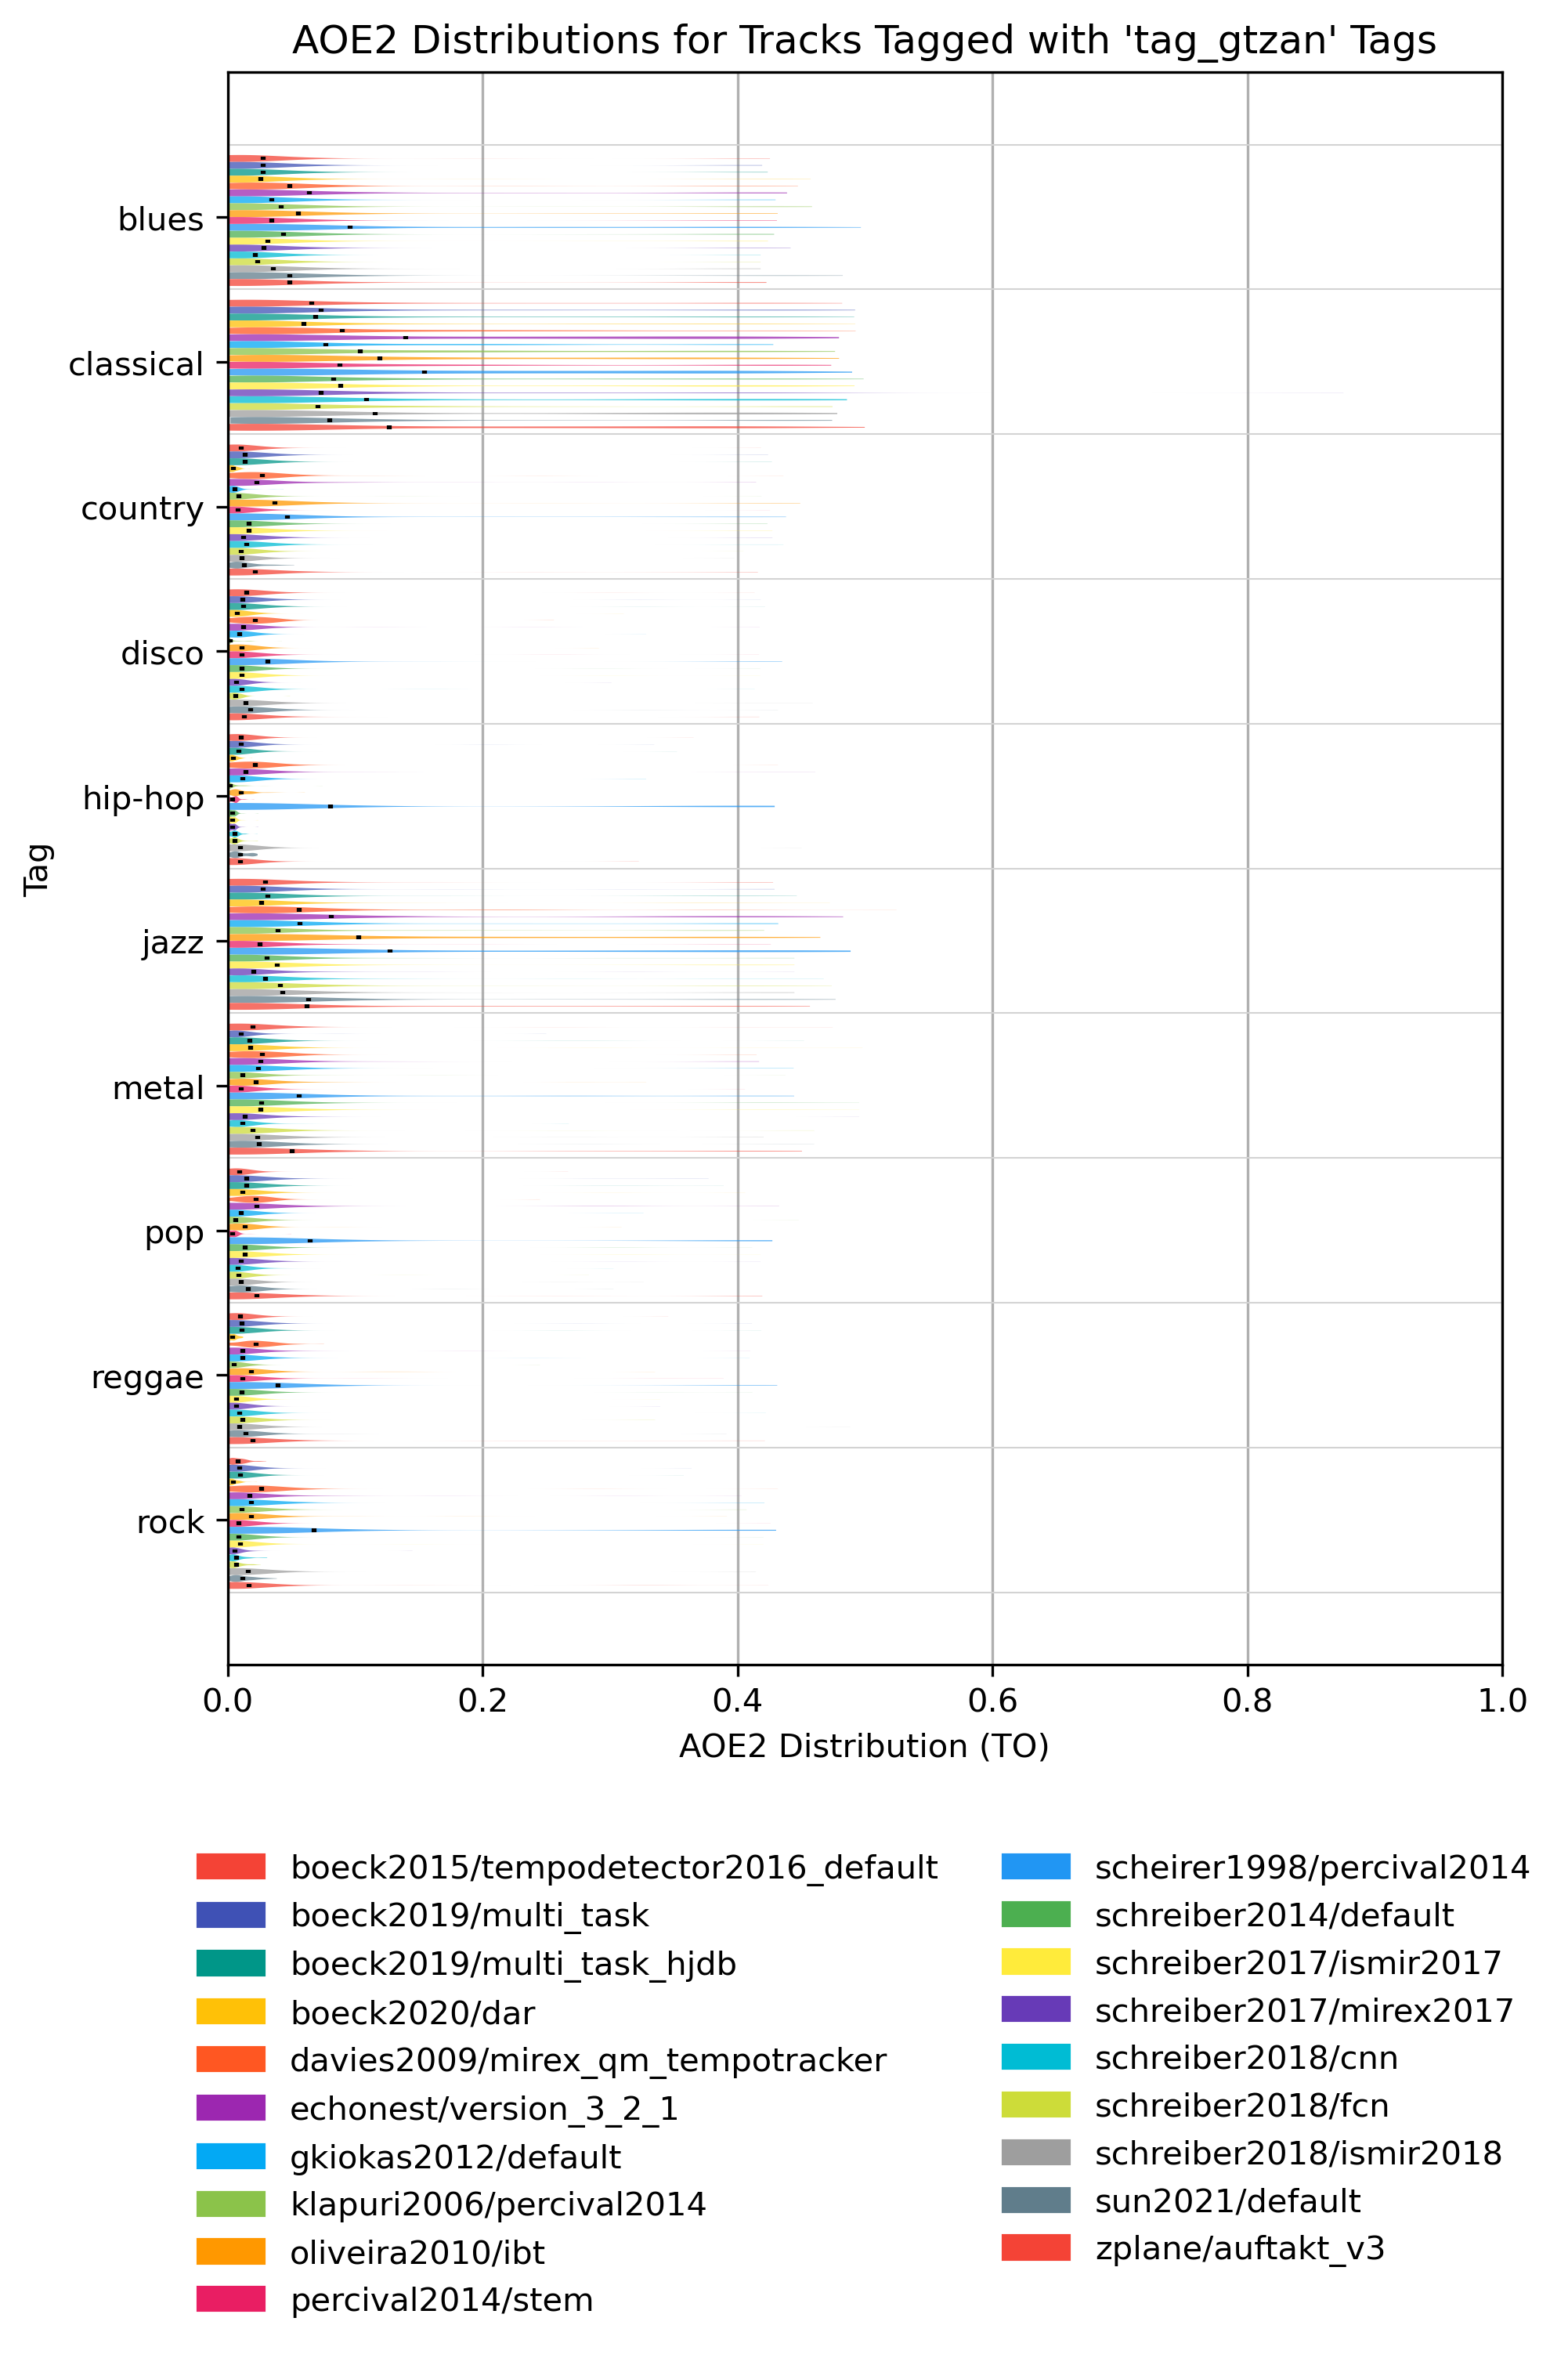 AOE2 Distributions for Tracks Tagged with 'tag_gtzan' Tags
Tag
blues
classical
country
disco
hip-hop
jazz
metal
pop
reggae
rock
0.0 0.2 0.4 0.6 0.8 1.0
AOE2 Distribution (TO)
boeck2015/tempodetector2016_default
boeck2019/multi_task
boeck2019/multi_task_hjdb
boeck2020/dar
davies2009/mirex_qm_tempotracker
echonest/version_3_2_1
gkiokas2012/default
klapuri2006/percival2014
oliveira2010/ibt
percival2014/stem
scheirer1998/percival2014
schreiber2014/default
schreiber2017/ismir2017
schreiber2017/mirex2017
schreiber2018/cnn
schreiber2018/fcn
schreiber2018/ismir2018
sun2021/default
zplane/auftakt_v3